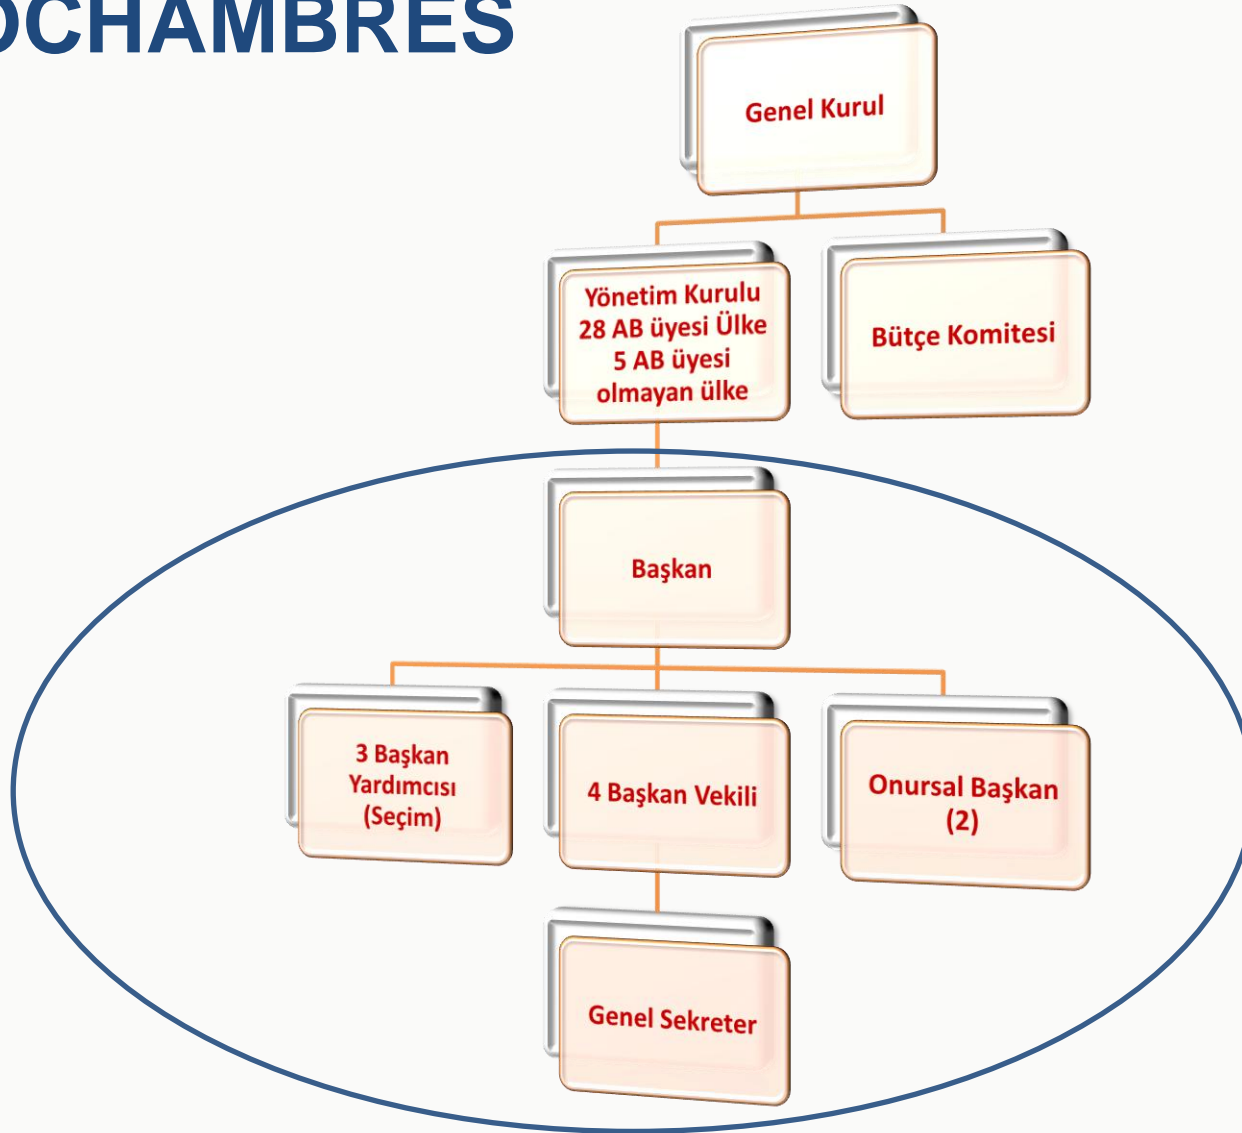 OCHAMBRES
Genel Kurul
Yönetim Kurulu
28 AB üyesi Ülke
5 AB üyesi
olmayan ülke
Bütçe Komitesi
Başkan
3 Başkan
Yardımcısı
(Seçim)
4 Başkan Vekili
Onursal Başkan
(2)
Genel Sekreter